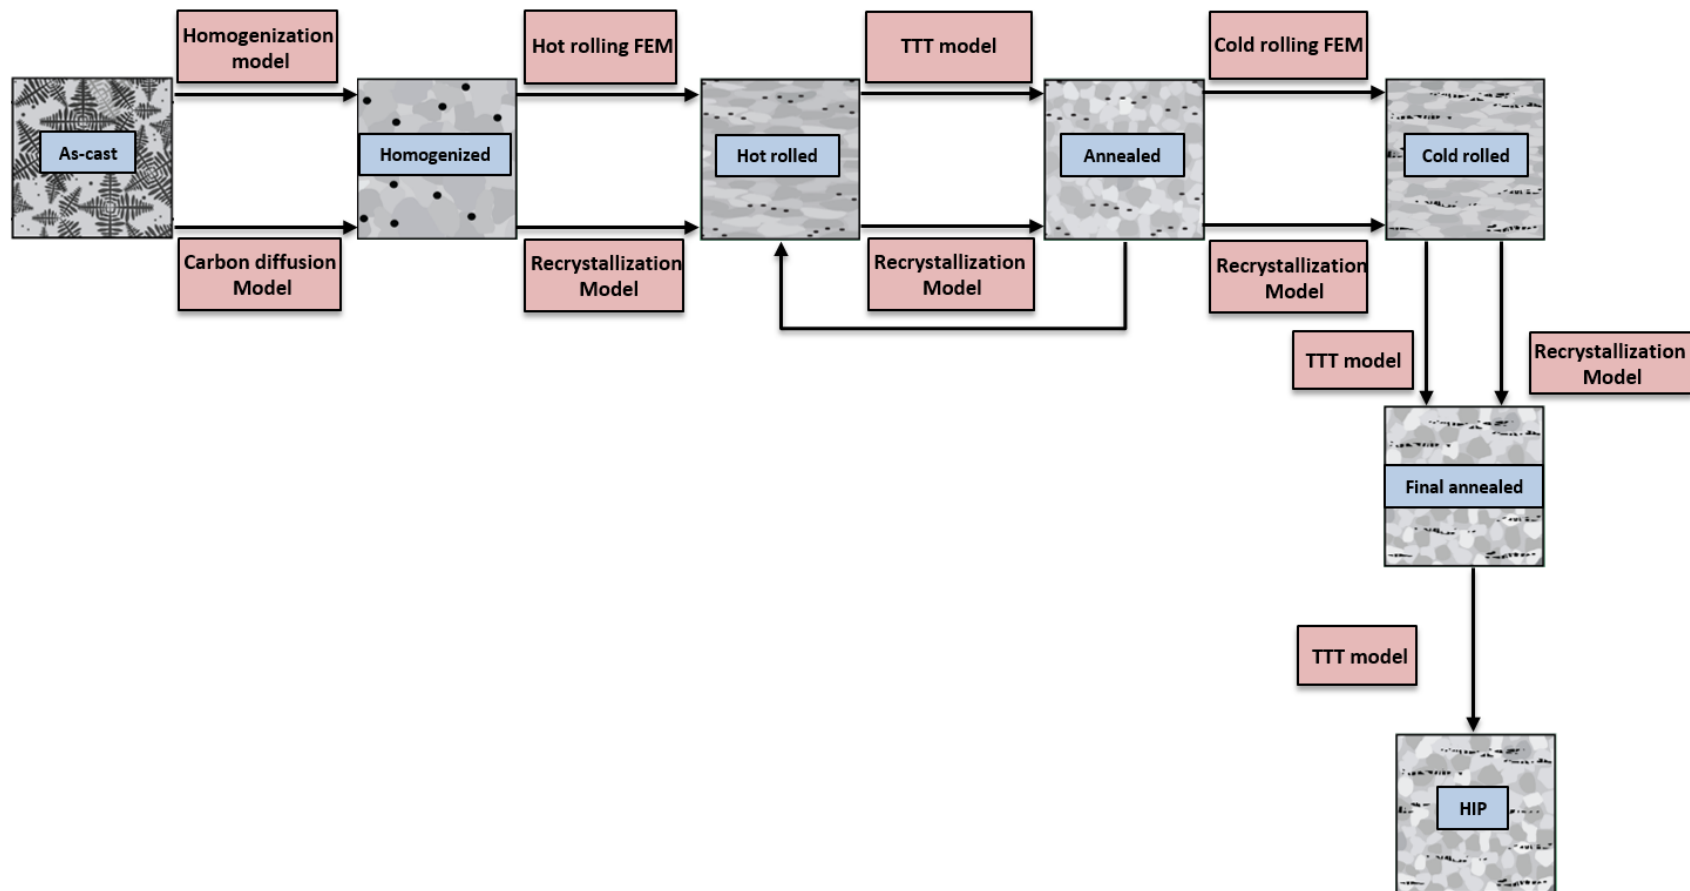 Homogenization
model
Hot rolling FEM
TTT model
Cold rolling FEM
As-cast
Homogenized
Hot rolled
Annealed
Cold rolled
Carbon diffusion
Model
Recrystallization
Model
Recrystallization
Model
Recrystallization
Model
TTT model
Recrystallization
Model
Final annealed
TTT model
HIP